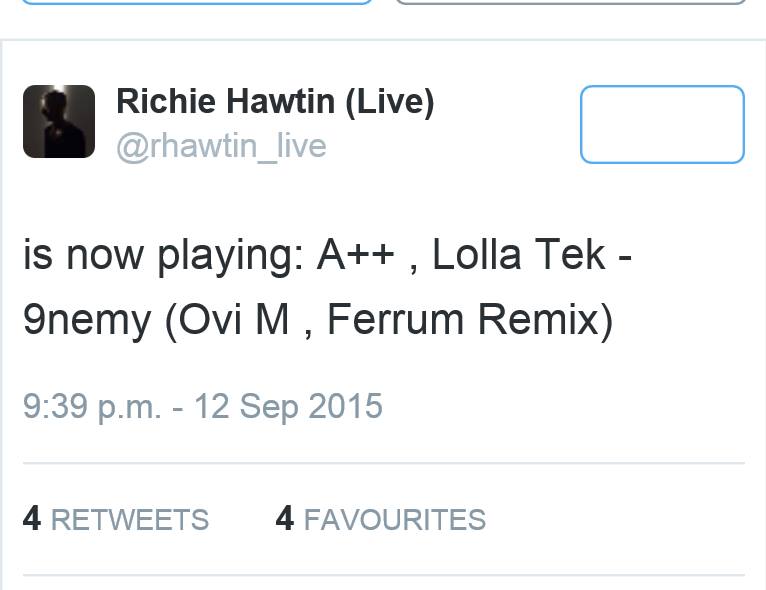 Richie Hawtin (Live)
@rhawtin_live
is now playing: A++ , Lolla Tek -
9nemy (Ovi M , Ferrum Remix)
9:39 p.m. - 12 Sep 2015
4 RETWEETS 4 FAVOURITES